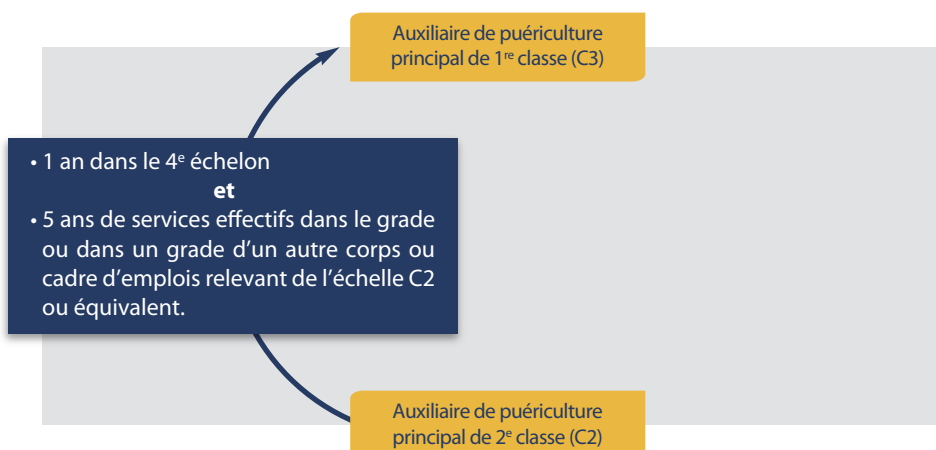 Auxiliaire de puériculture
principal de 1re classe (C3)
• 1 an dans le 4e échelon
et
• 5 ans de services effectifs dans le grade
ou dans un grade d’un autre corps ou
cadre d’emplois relevant de l’échelle C2
ou équivalent.
Auxiliaire de puériculture
principal de 2e classe (C2)